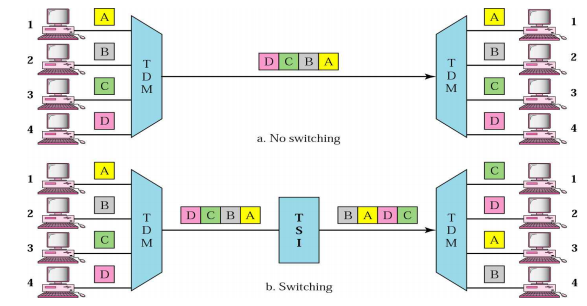 1 A A 1
2 B B 2
TDM D C B A TDM
3 C C 3
4 D D 4
a. No switching
1 A C 1
2 B D 2
TDM D C B A TSI B A D C TDM
3 C A 3
4 D B 4
b. Switching